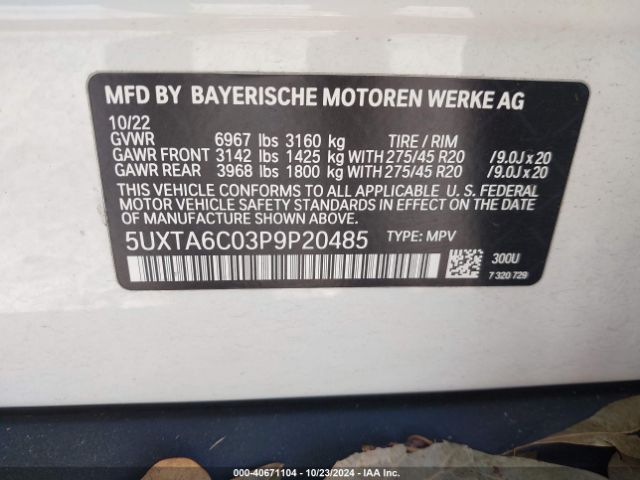 MFD BY BAYERISCHE MOTOREN WERKE AG
10/22
GVWR 6967 lbs 3160 kg TIRE / RIM
GAWR FRONT 3142 lbs 1425 kg WITH 275/45 R20 / 9.0J x 20
GAWR REAR 3968 lbs 1800 kg WITH 275/45 R20 / 9.0J x 20
THIS VEHICLE CONFORMS TO ALL APPLICABLE U. S. FEDERAL
MOTOR VEHICLE SAFETY STANDARDS IN EFFECT ON THE DATE
OF MANUFACTURE SHOWN ABOVE.
5UXTA6C03P9P20485 TYPE: MPV
300U
7 320 729
000-40671104 - 10/23/2024 - IAA Inc.